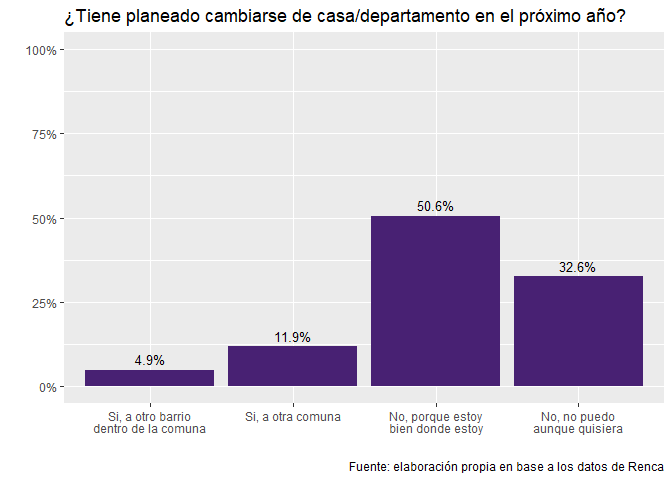 ¿Tiene planeado cambiarse de casa/departamento en el próximo año?
100%
75%
50%
25%
0%
4.9%
11.9%
50.6%
32.6%
Si, a otro barrio
dentro de la comuna
Si, a otra comuna
No, porque estoy
bien donde estoy
No, no puedo
aunque quisiera
Fuente: elaboración propia en base a los datos de Renca